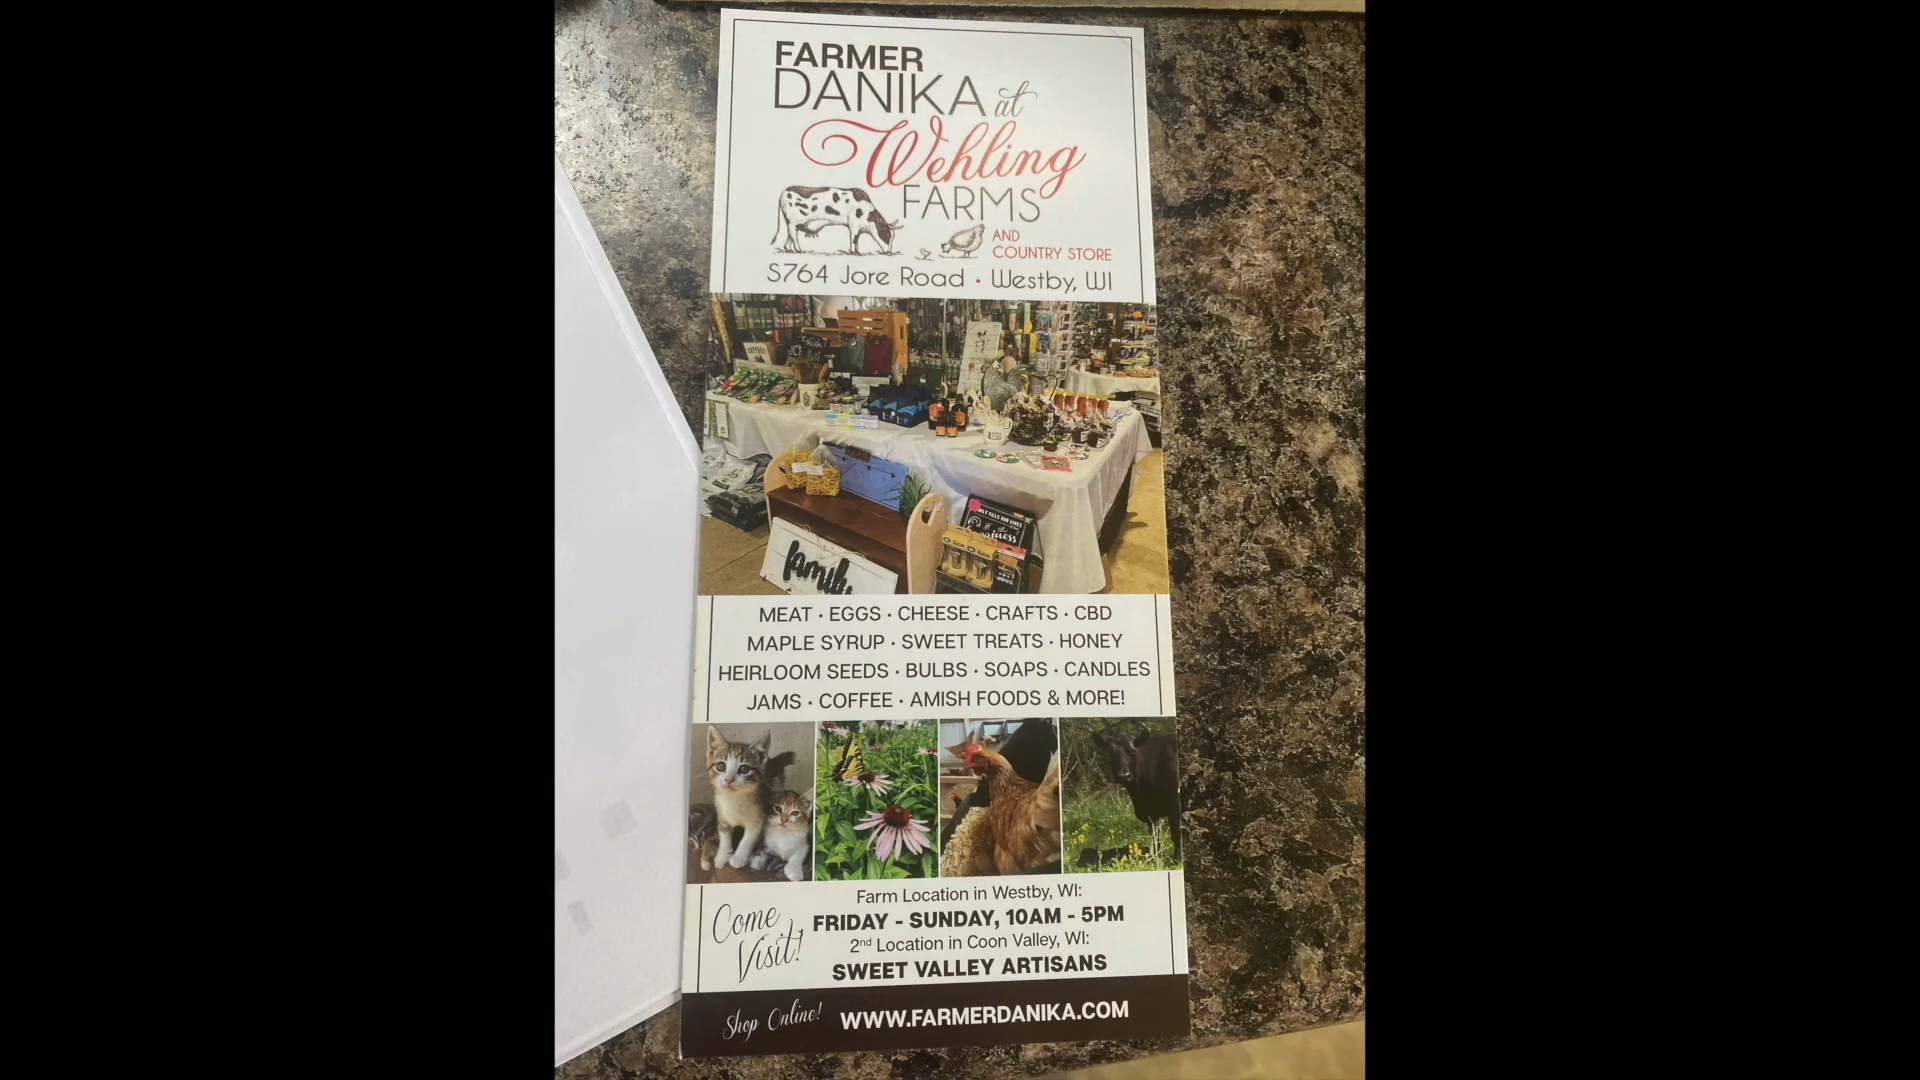 FARMER
DANIKA at
Wehling
FARMS
AND
COUNTRY STORE
S764 Jore Road • Westby, WI
BLESSED
family
MEAT • EGGS • CHEESE • CRAFTS • CBD
MAPLE SYRUP • SWEET TREATS • HONEY
HEIRLOOM SEEDS • BULBS • SOAPS • CANDLES
JAMS • COFFEE • AMISH FOODS & MORE!
Come
Visit!
Farm Location in Westby, WI:
FRIDAY - SUNDAY, 10AM - 5PM
2nd Location in Coon Valley, WI:
SWEET VALLEY ARTISANS
Shop Online! WWW.FARMERDANIKA.COM